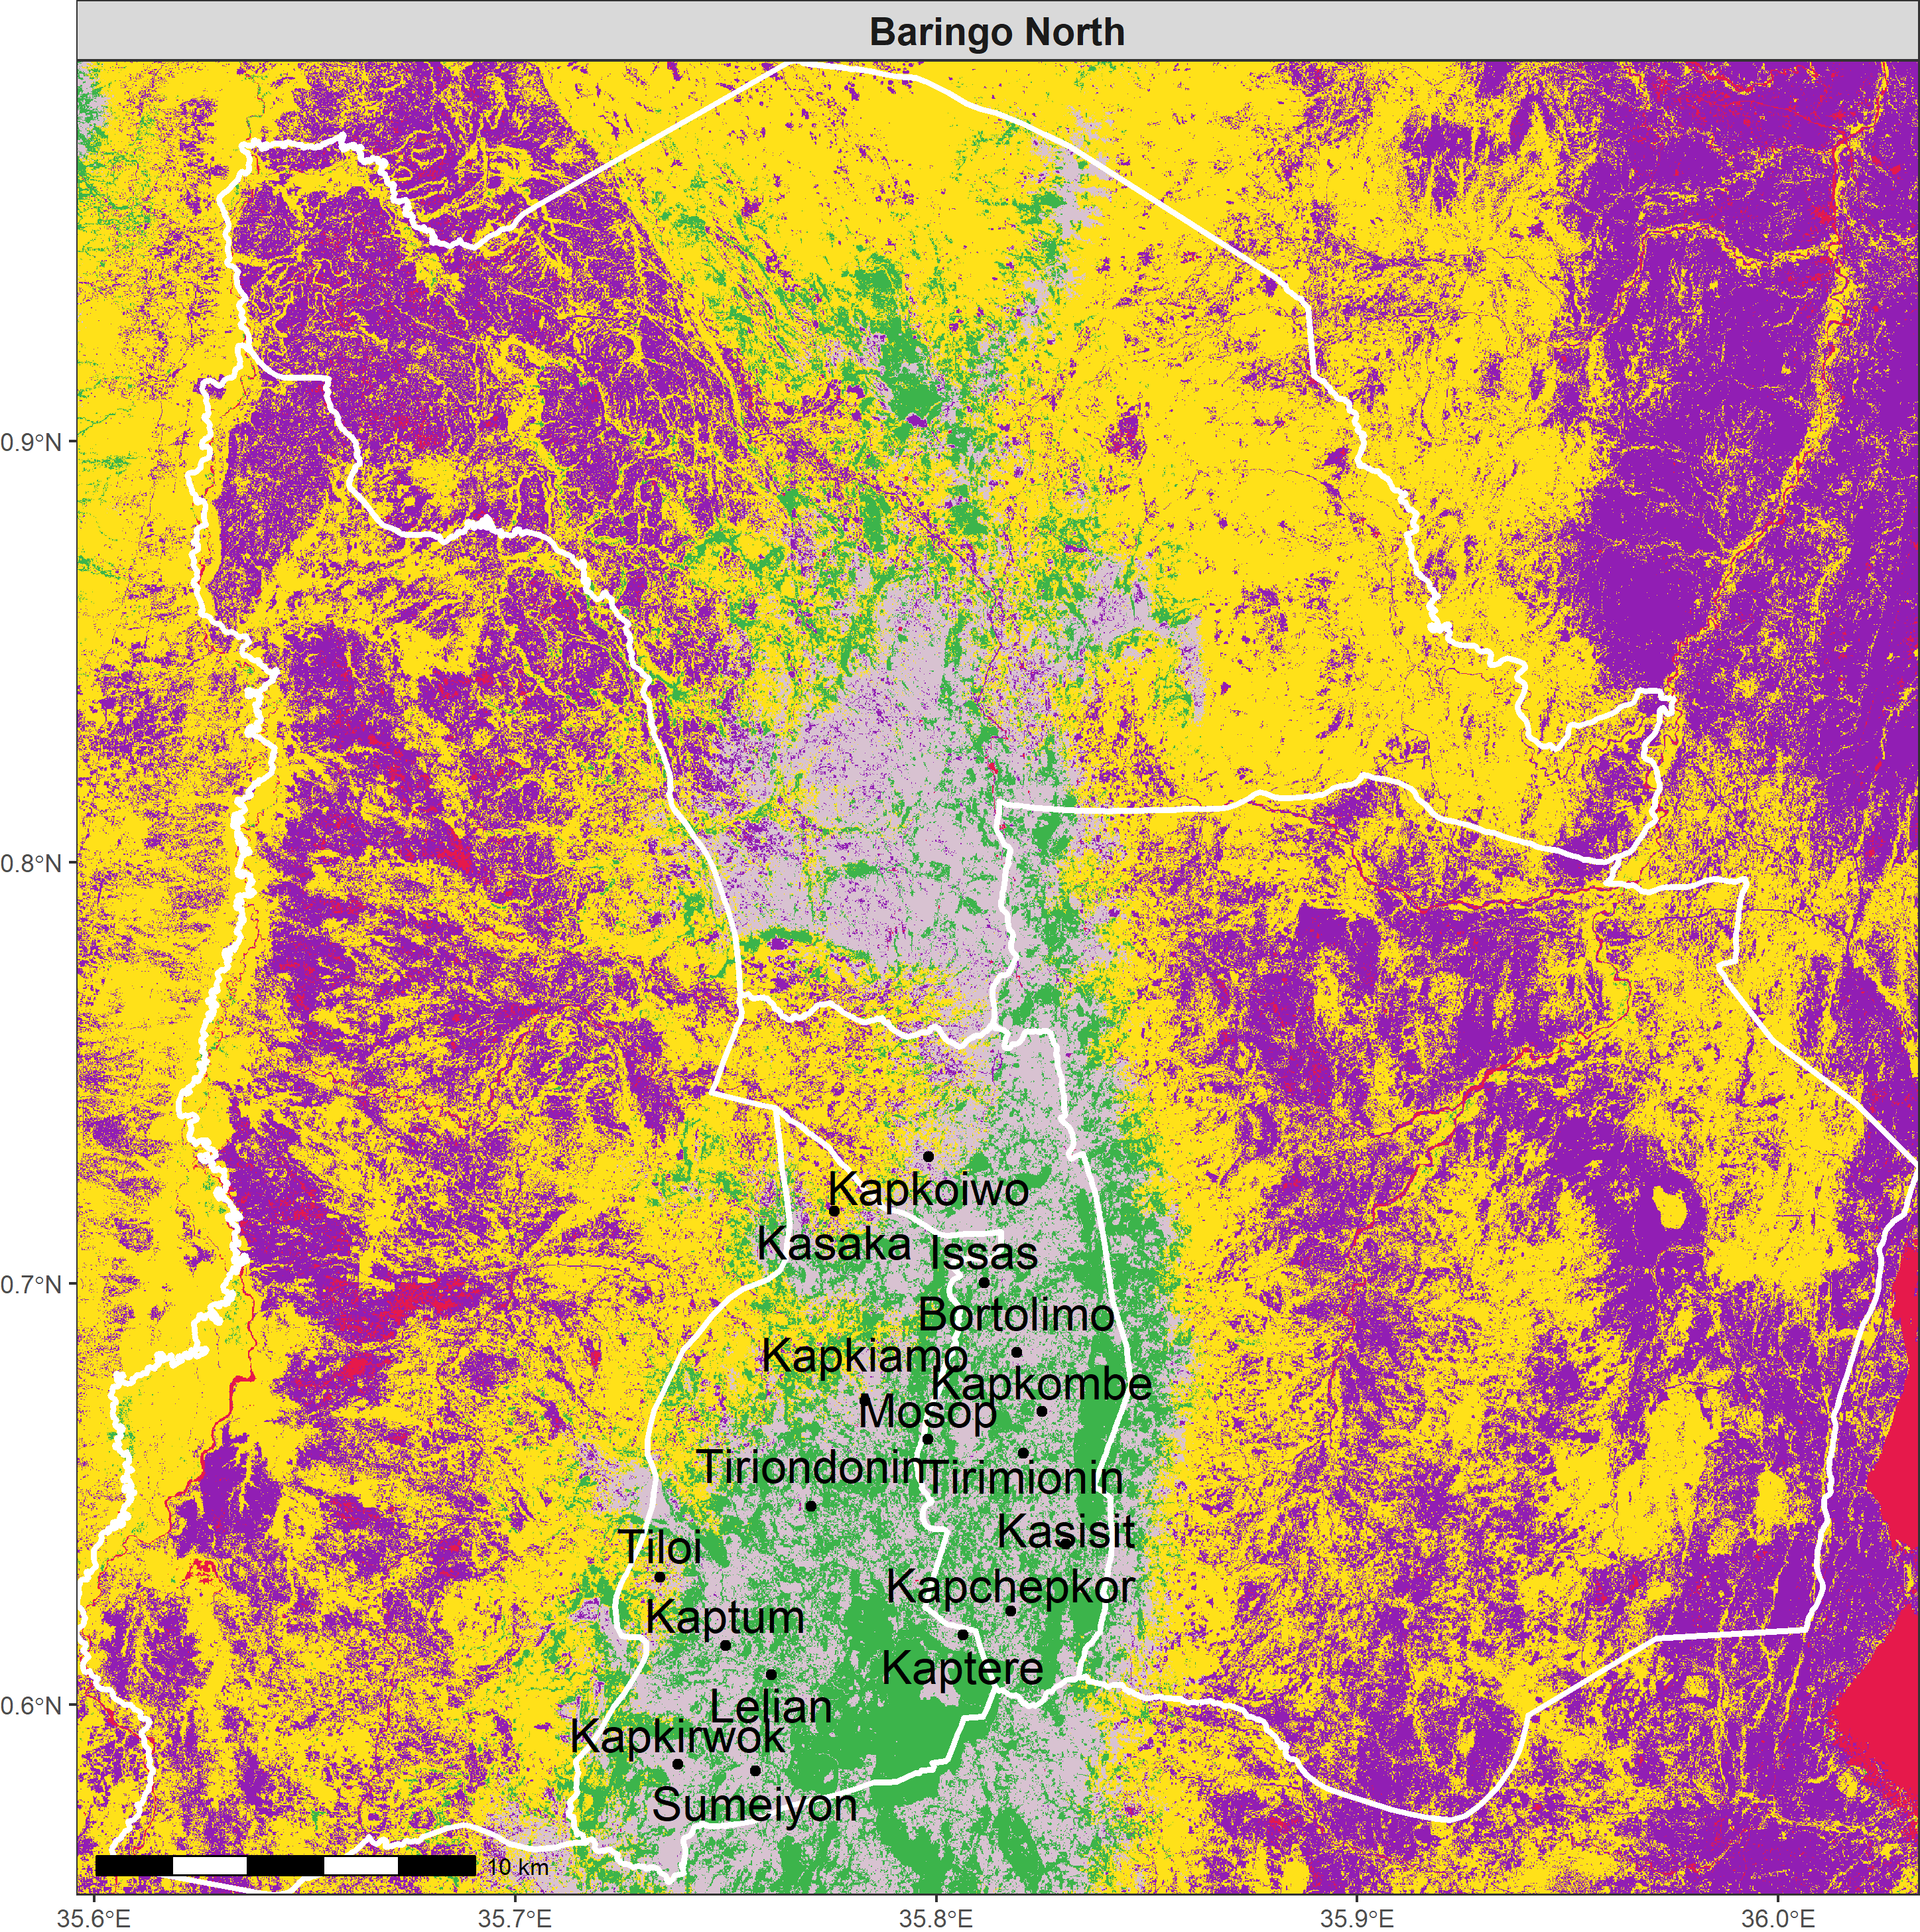 Baringo North
0.9°N
0.8°N
Kapkoiwo
Kasaka
Issas
0.7°N
Bortolimo
Kapkiamo
Kapkombe
Mosop
Tiriondonin
Tirimionin
Kasisit
Tiloi
Kapchepkor
Kaptum
Kaptere
0.6°N
Lelian
Kapkirwok
Sumeiyon
10 km
35.6°E
35.7°E
35.8°E
35.9°E
36.0°E